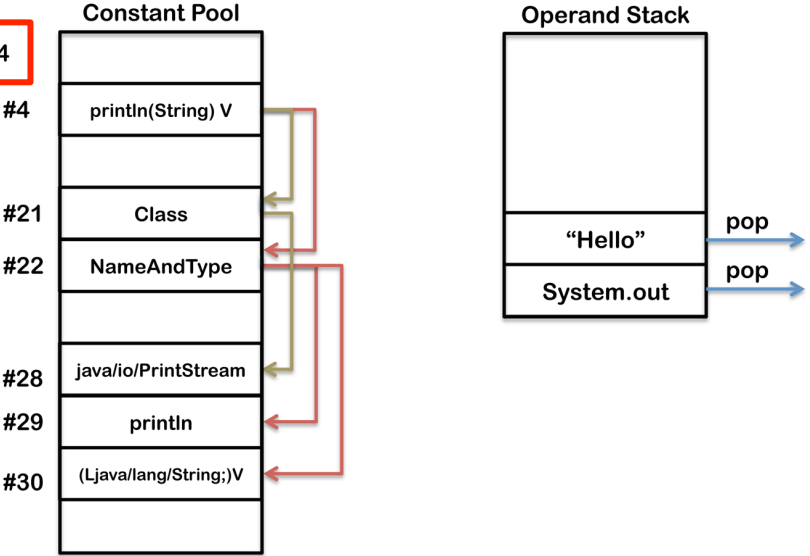 Constant Pool
Operand Stack
4
#4
println(String) V
#21
Class
#22
NameAndType
#28
java/io/PrintStream
#29
println
#30
(Ljava/lang/String;)V
“Hello”
pop
System.out
pop